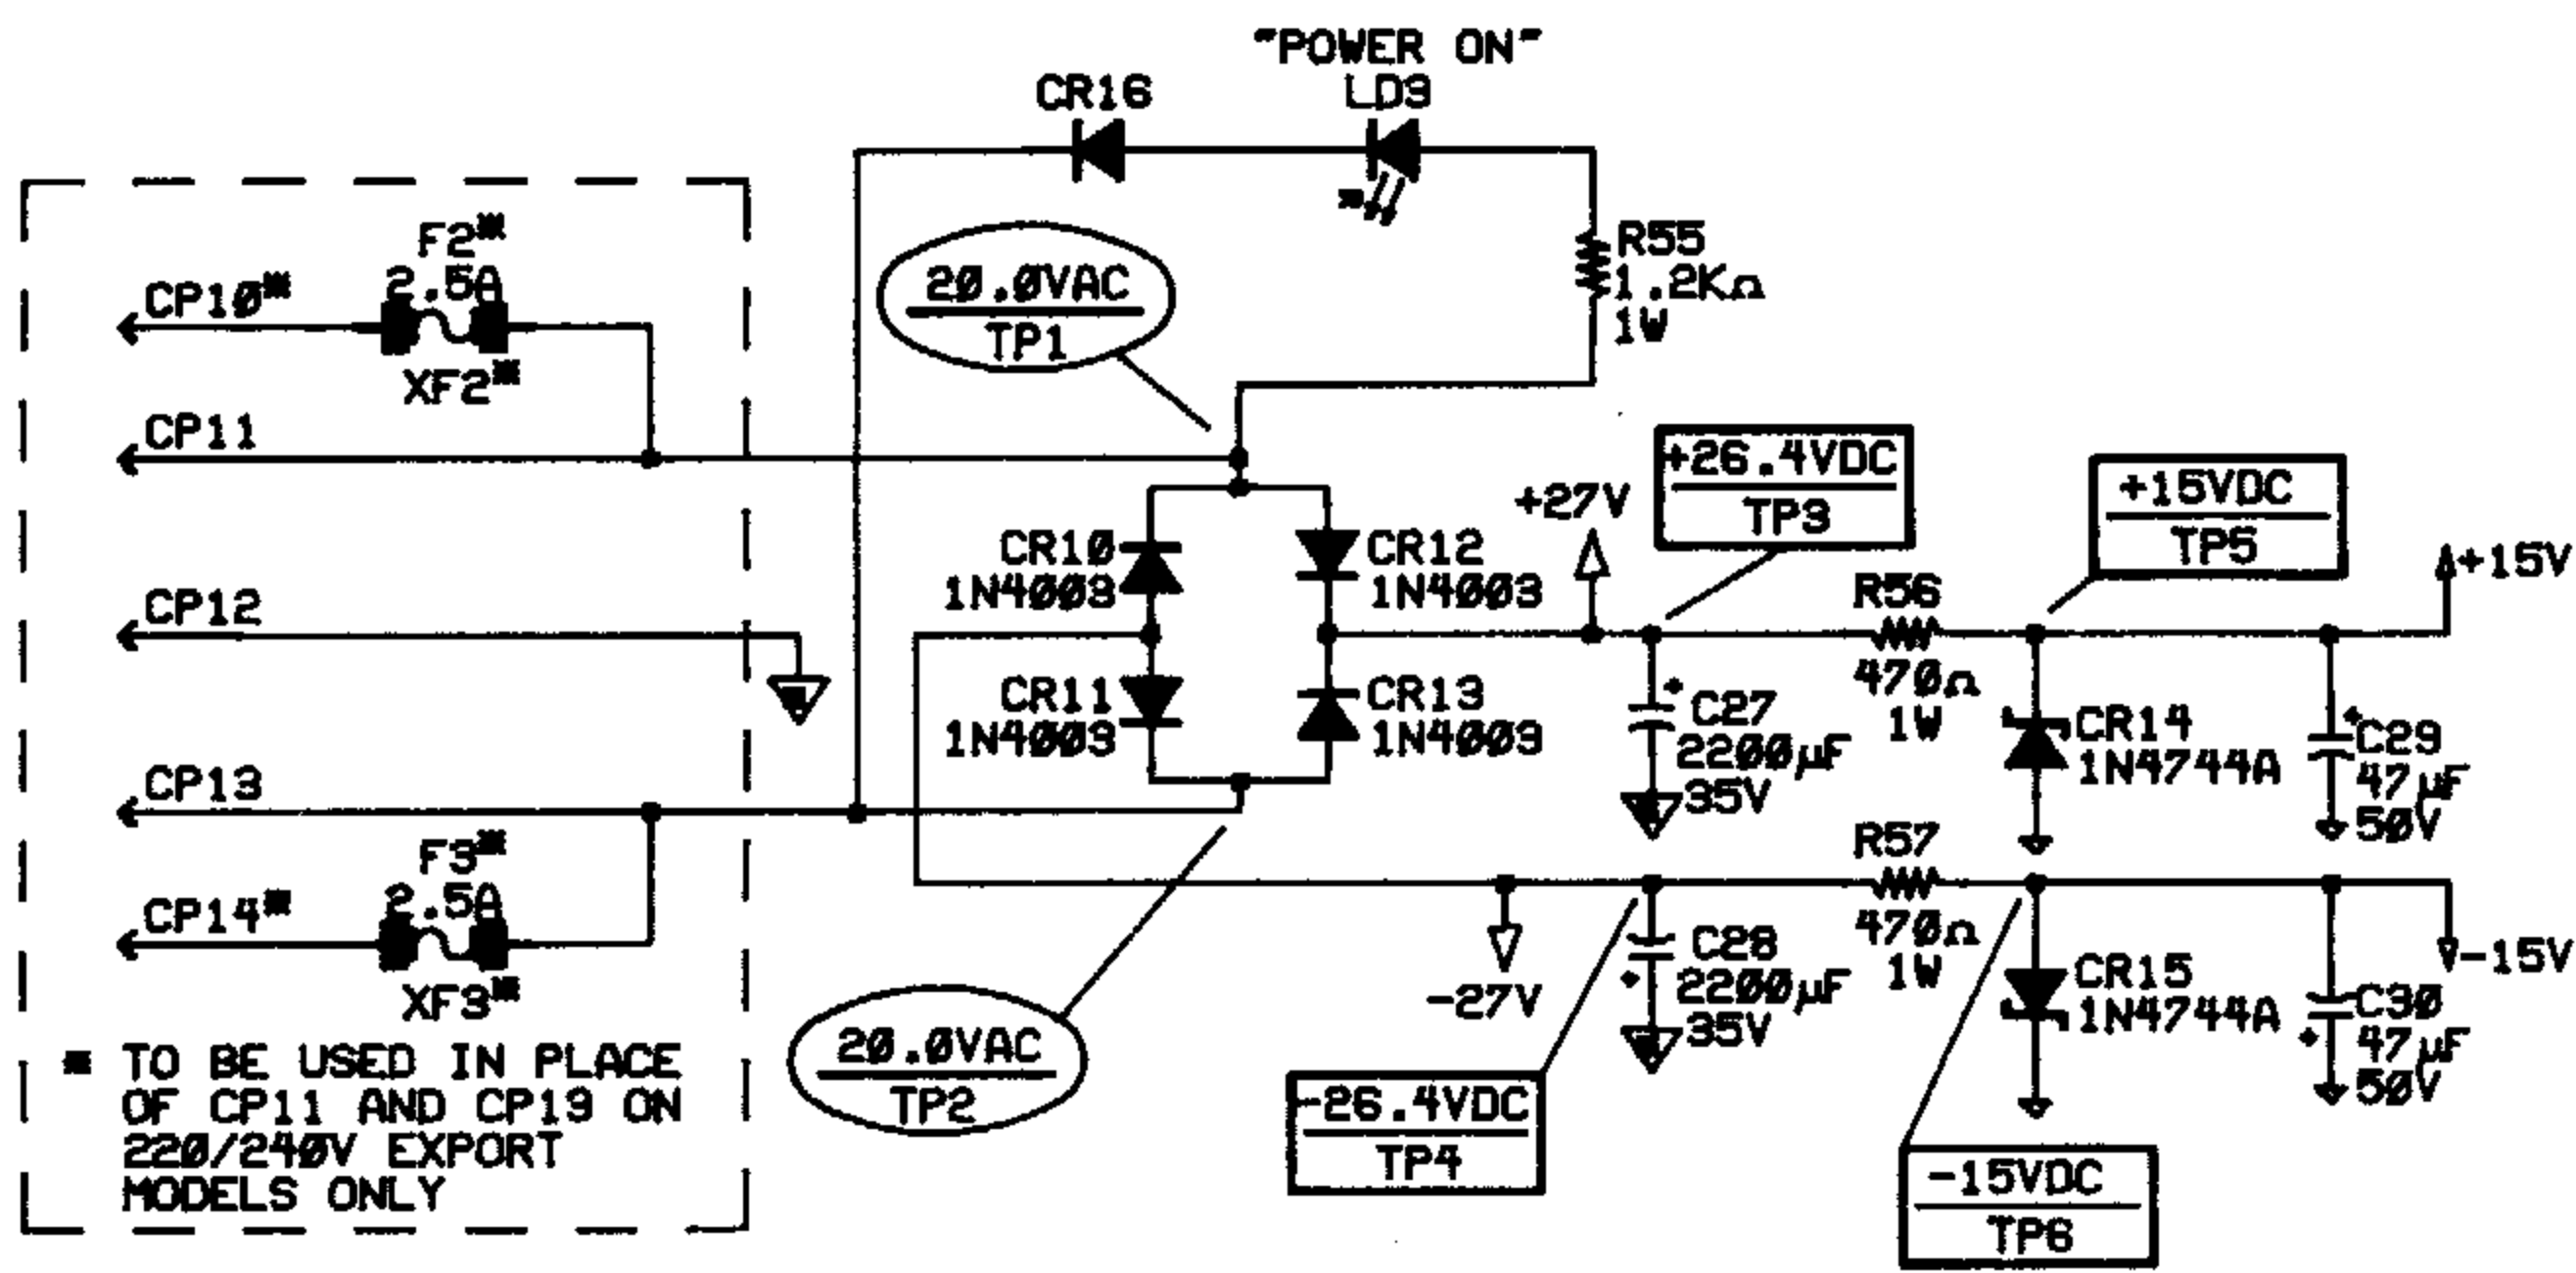 "POWER ON"
CR16
LD3
F2*
2.5A
CP10*
XF2*
20.0VAC
TP1
R55
1.2KΩ
1W
CP11
+26.4VDC
TP3
+27V
+15VDC
TP5
CR10
1N4003
CR12
1N4003
+15V
CP12
R56
470Ω
1W
CR11
1N4003
CR13
1N4003
+
C27
2200µF
35V
CR14
1N4744A
+
C29
47µF
50V
CP13
F3*
2.5A
CP14*
XF3*
R57
470Ω
1W
-27V
C28
+
2200µF
35V
CR15
1N4744A
-15V
C30
+
47µF
50V
20.0VAC
TP2
-26.4VDC
TP4
-15VDC
TP6
* TO BE USED IN PLACE
OF CP11 AND CP13 ON
220/240V EXPORT
MODELS ONLY